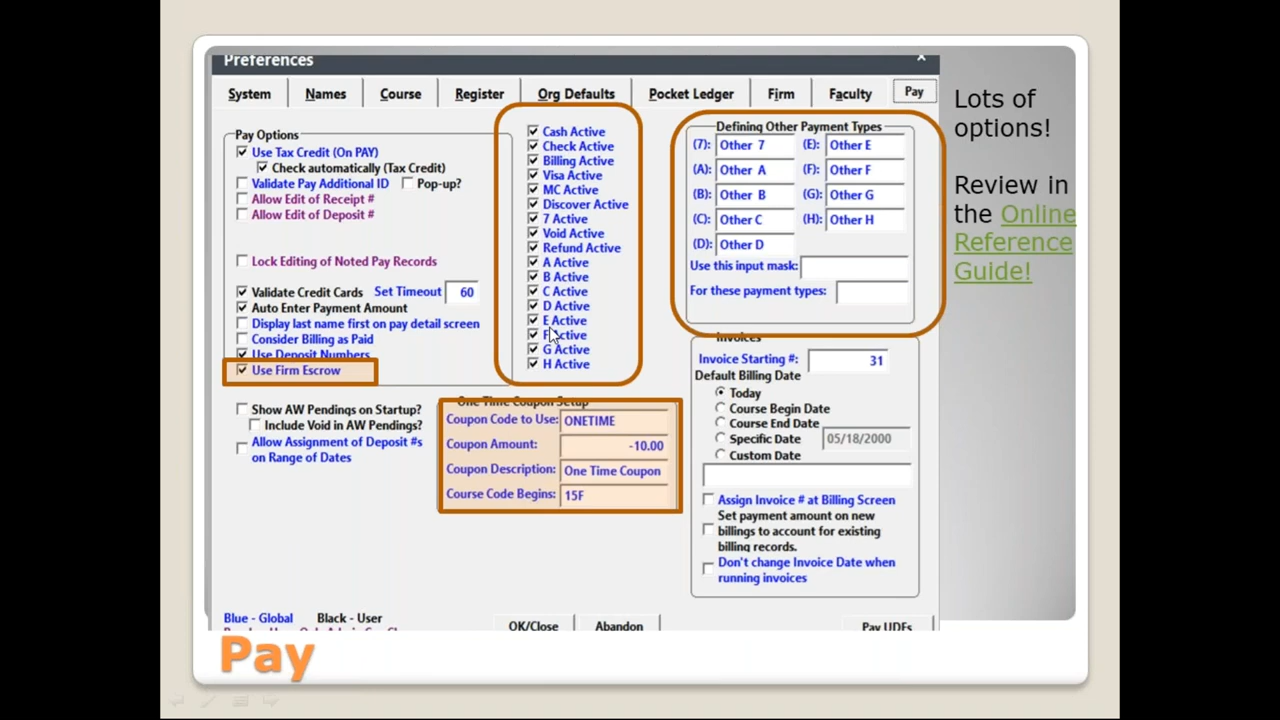 Preferences
System Names Course Register Org Defaults Pocket Ledger Firm Faculty Pay
Pay Options
Use Tax Credit (On PAY)
Check automatically (Tax Credit)
Validate Pay Additional ID Pop-up?
Allow Edit of Receipt #
Allow Edit of Deposit #
Lock Editing of Noted Pay Records
Validate Credit Cards Set Timeout 60
Auto Enter Payment Amount
Display last name first on pay detail screen
Consider Billing as Paid
Use Deposit Numbers
Use Firm Escrow
Show AW Pendings on Startup?
Include Void in AW Pendings?
Allow Assignment of Deposit #s
on Range of Dates
Cash Active
Check Active
Billing Active
Visa Active
MC Active
Discover Active
7 Active
Void Active
Refund Active
A Active
B Active
C Active
D Active
E Active
F Active
G Active
H Active
One Time Coupon Setup
Coupon Code to Use: ONETIME
Coupon Amount: -10.00
Coupon Description: One Time Coupon
Course Code Begins: 15F
Defining Other Payment Types
(7): Other 7 (E): Other E
(A): Other A (F): Other F
(B): Other B (G): Other G
(C): Other C (H): Other H
(D): Other D
Use this input mask:
For these payment types:
Invoices
Invoice Starting #: 31
Default Billing Date
Today
Course Begin Date
Course End Date
Specific Date 05/18/2000
Custom Date
Assign Invoice # at Billing Screen
Set payment amount on new
billings to account for existing
billing records.
Don't change Invoice Date when
running invoices
Blue - Global Black - User
OK/Close Abandon Pay UDFs
Lots of
options!
Review in
the Online
Reference
Guide!
Pay